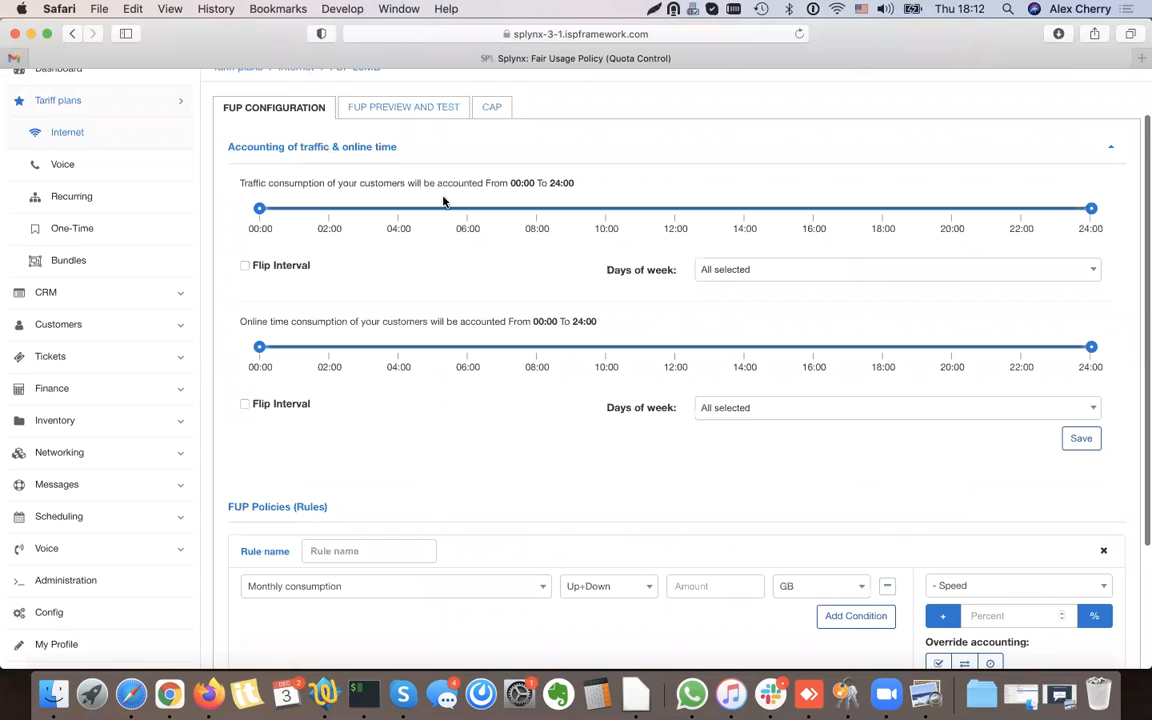 Safari File Edit View History Bookmarks Develop Window Help Thu 18:12 Alex Cherry
splynx-3-1.ispframework.com
Splynx: Fair Usage Policy (Quota Control)
Dashboard
Tariff plans
Internet
Voice
Recurring
One-Time
Bundles
CRM
Customers
Tickets
Finance
Inventory
Networking
Messages
Scheduling
Voice
Administration
Config
My Profile
FUP CONFIGURATION FUP PREVIEW AND TEST CAP
Accounting of traffic & online time
Traffic consumption of your customers will be accounted From 00:00 To 24:00
00:00 02:00 04:00 06:00 08:00 10:00 12:00 14:00 16:00 18:00 20:00 22:00 24:00
Flip Interval Days of week: All selected
Online time consumption of your customers will be accounted From 00:00 To 24:00
00:00 02:00 04:00 06:00 08:00 10:00 12:00 14:00 16:00 18:00 20:00 22:00 24:00
Flip Interval Days of week: All selected
Save
FUP Policies (Rules)
Rule name Rule name
Monthly consumption Up+Down Amount GB - Speed
Add Condition + Percent %
Override accounting:
DEC 2
3
4
1